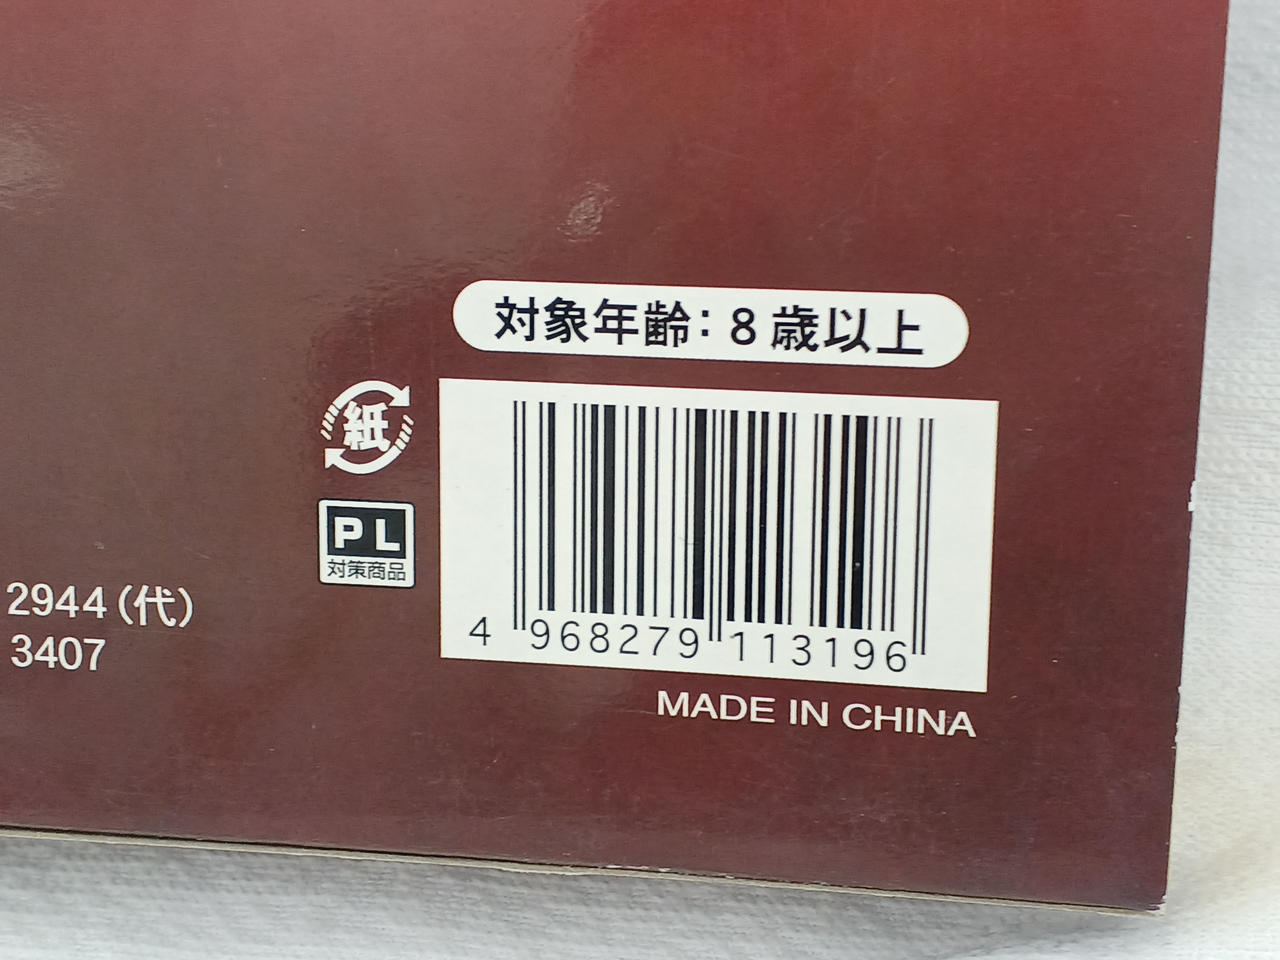 対象年齢：8歳以上
紙
PL
対策商品
2944（代）
3407
4 968279 113196
MADE IN CHINA